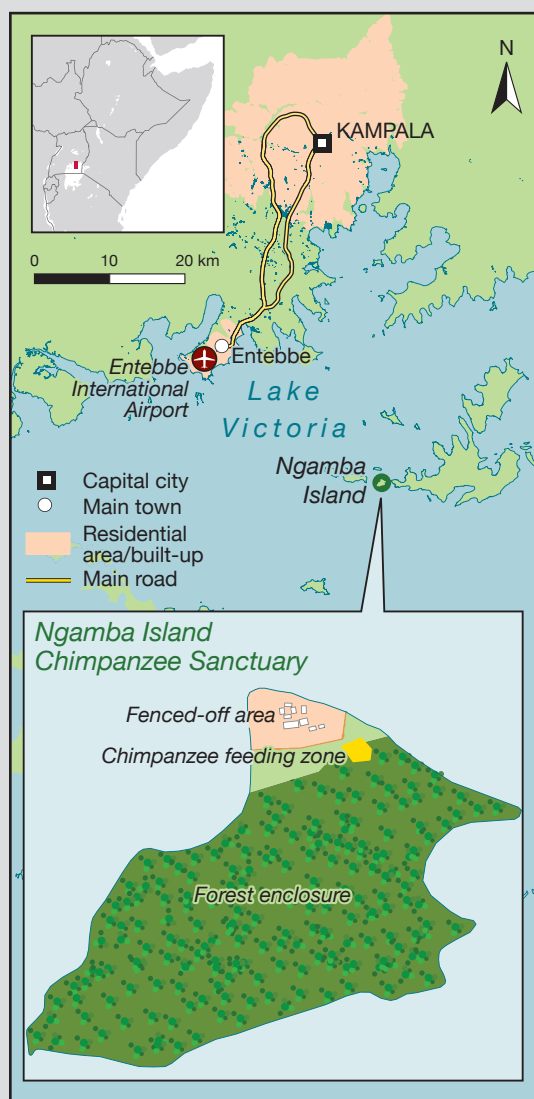 N
KAMPALA
0 10 20 km
Entebbe
Entebbe
International
Airport
Lake
Victoria
Ngamba
Island
Capital city
Main town
Residential
area/built-up
Main road
Ngamba Island
Chimpanzee Sanctuary
Fenced-off area
Chimpanzee feeding zone
Forest enclosure